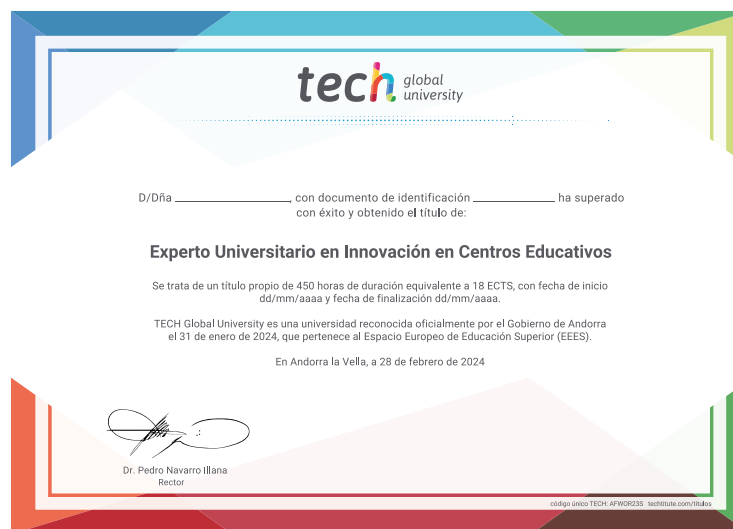 tech global
university
D/Dña ______________, con documento de identificación __________ ha superado
con éxito y obtenido el título de:
Experto Universitario en Innovación en Centros Educativos
Se trata de un título propio de 450 horas de duración equivalente a 18 ECTS, con fecha de inicio
dd/mm/aaaa y fecha de finalización dd/mm/aaaa.
TECH Global University es una universidad reconocida oficialmente por el Gobierno de Andorra
el 31 de enero de 2024, que pertenece al Espacio Europeo de Educación Superior (EEES).
En Andorra la Vella, a 28 de febrero de 2024
Dr. Pedro Navarro Illana
Rector
código único TECH: AFWOR23S techtitute.com/titulos